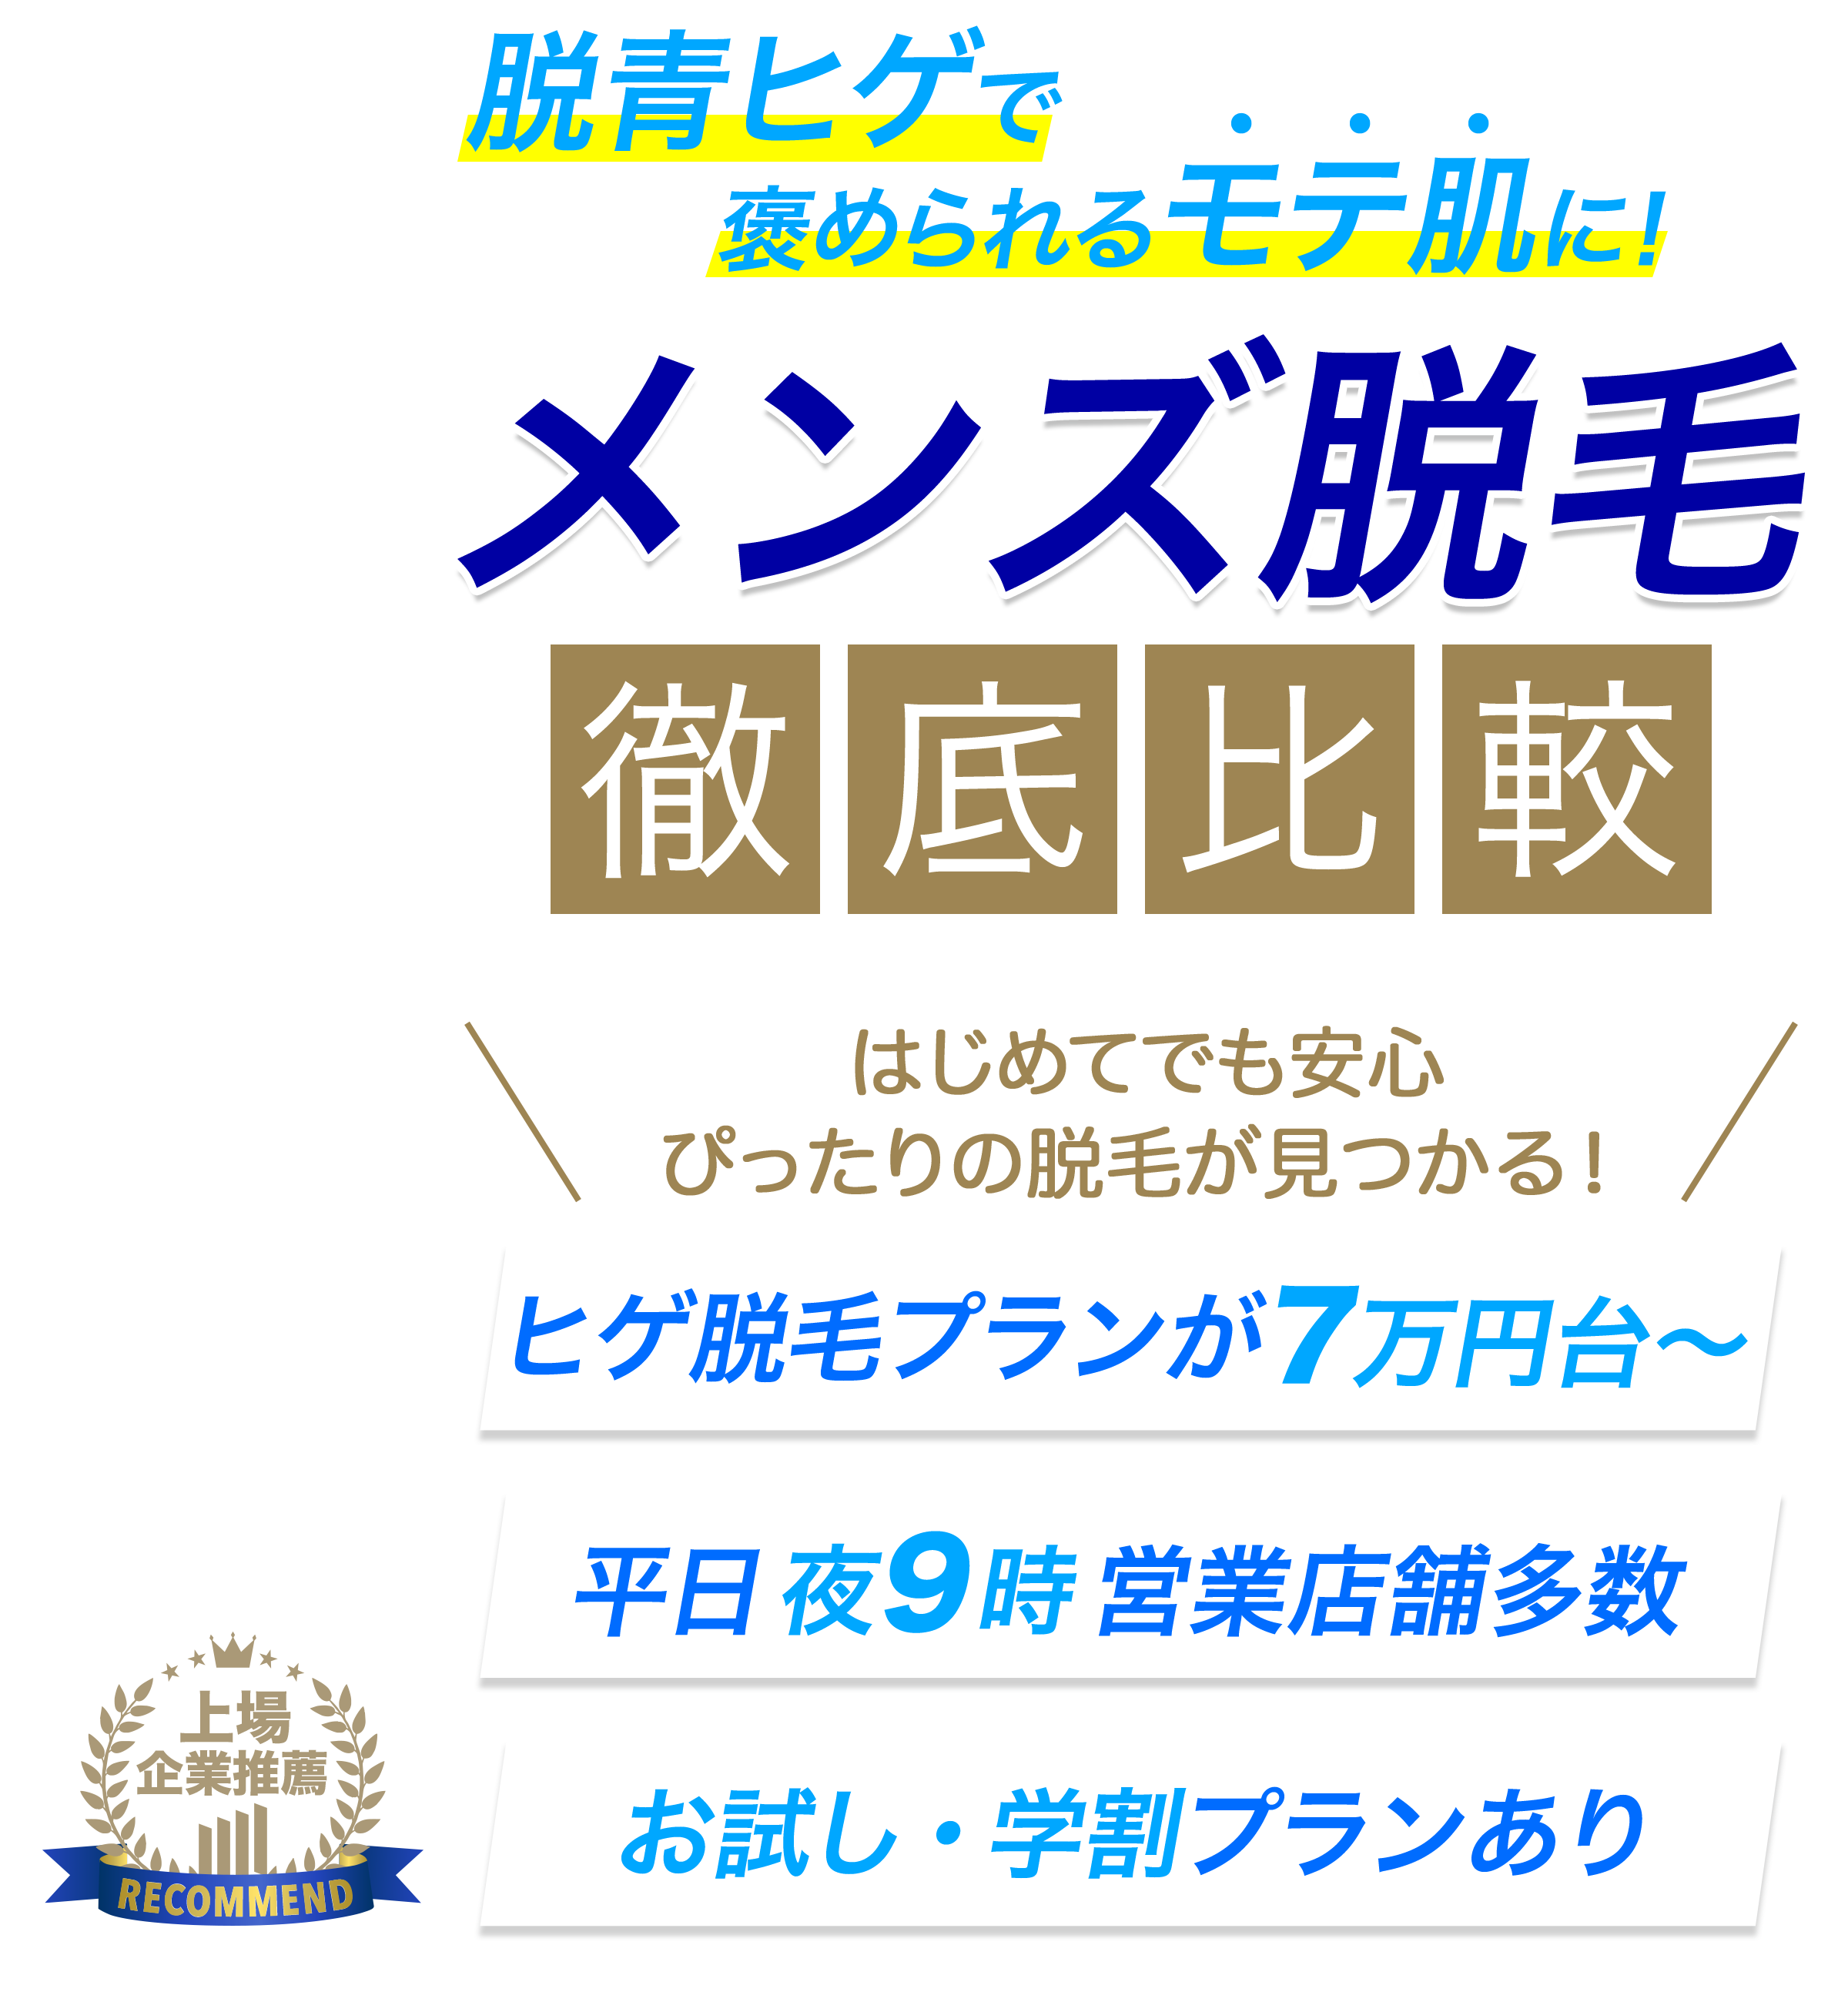 脱青ヒゲで
褒められるモテ肌に!
メンズ脱毛
徹底比較
はじめてでも安心
ぴったりの脱毛が見つかる！
ヒゲ脱毛プランが7万円台〜
平日夜9時営業店舗多数
お試し・学割プランあり
上場
企業推薦
RECOMMEND